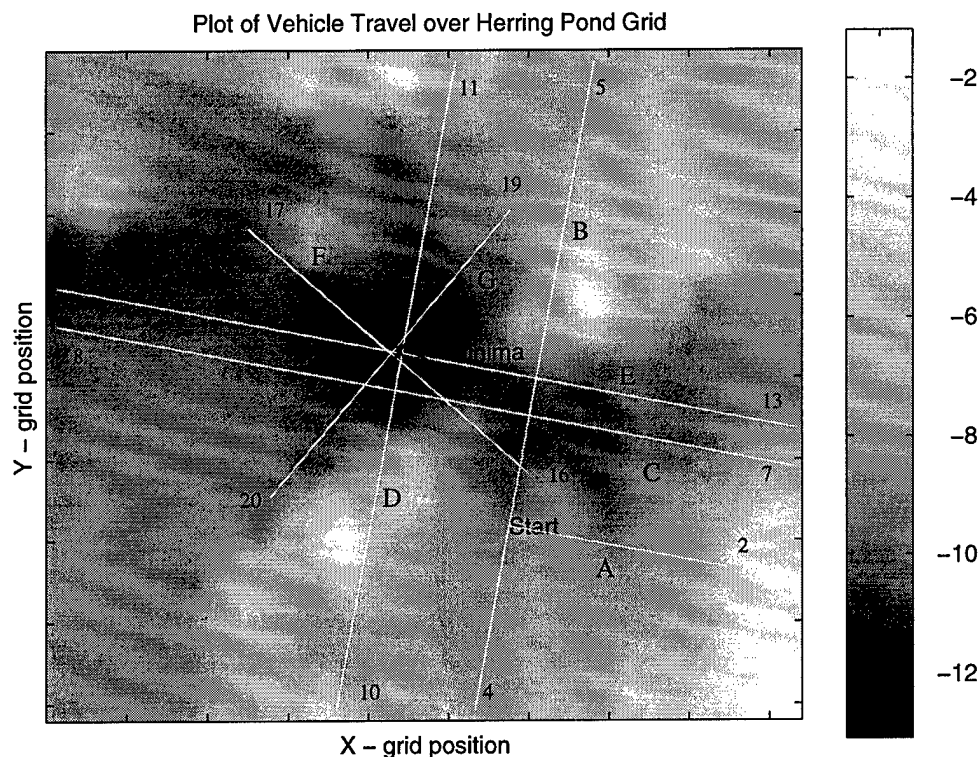 Plot of Vehicle Travel over Herring Pond Grid
11
5
-2
19
-4
17
B
F
G
-6
8
E
13
-8
16
C
7
20
D
Start
2
-10
A
10
4
-12
X – grid position
Y – grid position